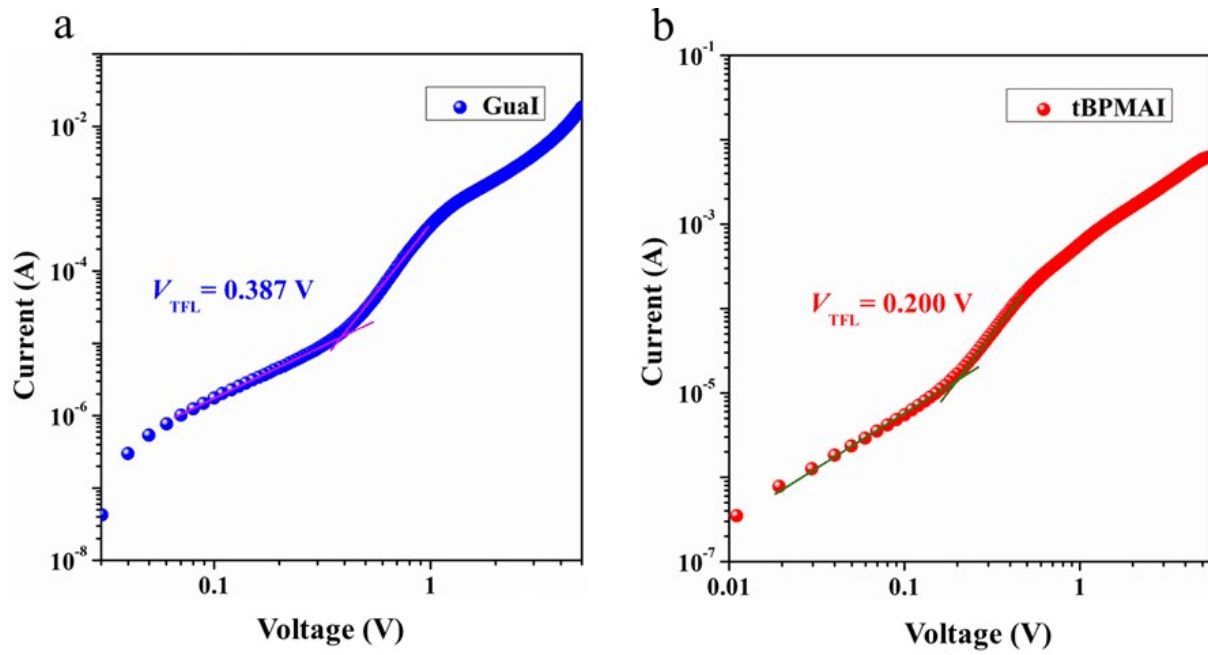 a
GuaI
V_TFL = 0.387 V
Current (A)
10^-2
10^-4
10^-6
10^-8
0.1
1
Voltage (V)
b
tBPMAI
V_TFL = 0.200 V
Current (A)
10^-1
10^-3
10^-5
10^-7
0.01
0.1
1
Voltage (V)